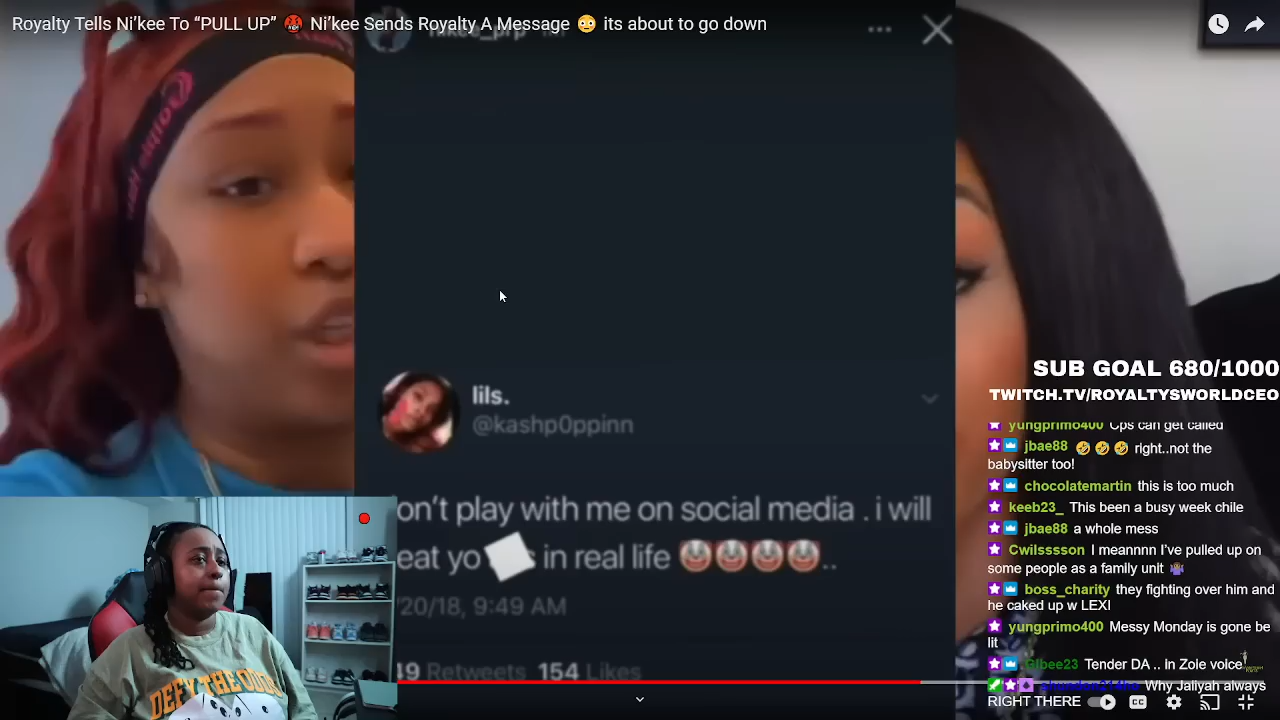 Royalty Tells Ni’kee To “PULL UP” 🤬 Ni’kee Sends Royalty A Message 😳 its about to go down
lils.
@kashp0ppinn
on’t play with me on social media . i will
eat yo s in real life 🤡🤡🤡🤡..
/20/18, 9:49 AM
49 Retweets 154 Likes
DEFY THE
SUB GOAL 680/1000
TWITCH.TV/ROYALTYSWORLDCEO
yungprimo400 Cps can get called
jbae88 🤣 🤣 🤣 right..not the
babysitter too!
chocolatemartin this is too much
keeb23_ This been a busy week chile
jbae88 a whole mess
Cwilsssson I meannnn I’ve pulled up on
some people as a family unit 🤷🏾‍♀️
boss_charity they fighting over him and
he caked up w LEXI
yungprimo400 Messy Monday is gone be
lit
Glbee23 Tender DA .. in Zoie voice
Why Jaliyah always
RIGHT THERE
CC